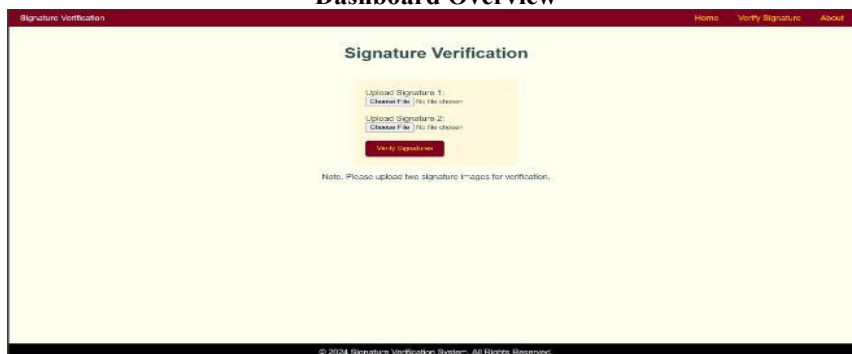 Dashboard Overview
Signature Verification Home Verify Signature About
Signature Verification
Upload Signature 1:
Choose File No file chosen
Upload Signature 2:
Choose File No file chosen
Verify Signatures
Note. Please upload two signature images for verification.
© 2024 Signature Verification System. All Rights Reserved.